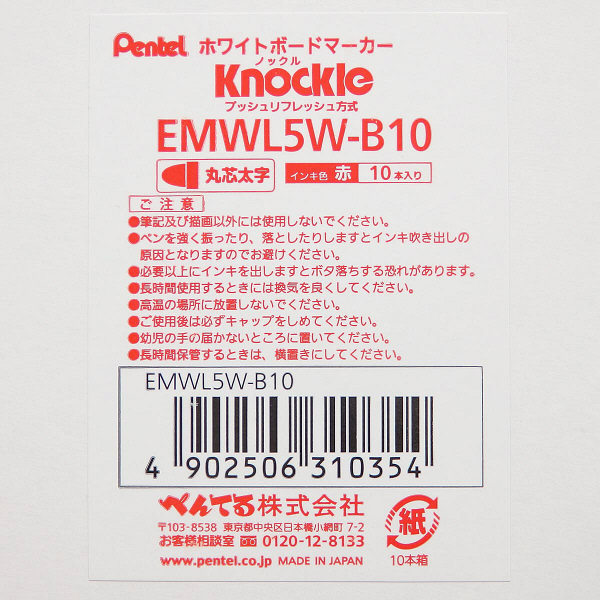 Pentel ホワイトボードマーカー
ノックル
Knockle
プッシュリフレッシュ方式
EMWL5W-B10
丸芯太字 インキ色 赤 10本入り
ご注意
●筆記及び描画以外には使用しないでください。
●ペンを強く振ったり、落としたりしますとインキ吹き出しの
原因となりますのでお避けください。
●必要以上にインキを出しますとボタ落ちする恐れがあります。
●長時間使用するときには換気を良くしてください。
●高温の場所に放置しないでください。
●ご使用後は必ずキャップをしめてください。
●幼児の手の届かないところに置いてください。
●長時間保管するときは、横置きにしてください。
EMWL5W-B10
4 902506 310354
ぺんてる株式会社
〒103-8538 東京都中央区日本橋小網町 7-2
お客様相談室 0120-12-8133
www.pentel.co.jp MADE IN JAPAN
紙
10本箱